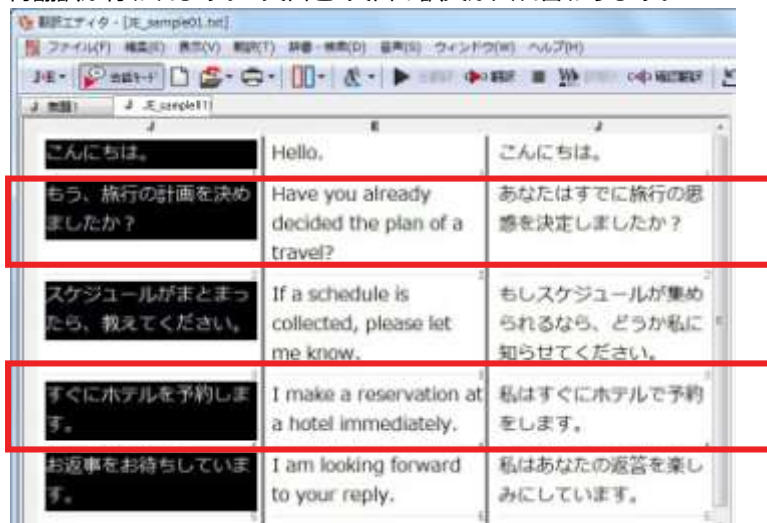 翻訳エディタ - [JE_sample01.txt]
ファイル(F) 編集(E) 表示(V) 翻訳(T) 辞書・検索(D) 音声(S) ウィンドウ(W) ヘルプ(H)
J-E
J 無題1 J JE_sample01
J E J
こんにちは。 Hello. こんにちは。
もう、旅行の計画を決め Have you already あなたはすでに旅行の思
ましたか？ decided the plan of a 惑を決定しましたか？
travel?
スケジュールがまとまっ If a schedule is もしスケジュールが集め
たら、教えてください。 collected, please let られるなら、どうか私に
me know. 知らせてください。
すぐにホテルを予約しま I make a reservation at 私はすぐにホテルで予約
す。 a hotel immediately. をします。
お返事をお待ちしていま I am looking forward 私はあなたの返答を楽し
す。 to your reply. みにしています。